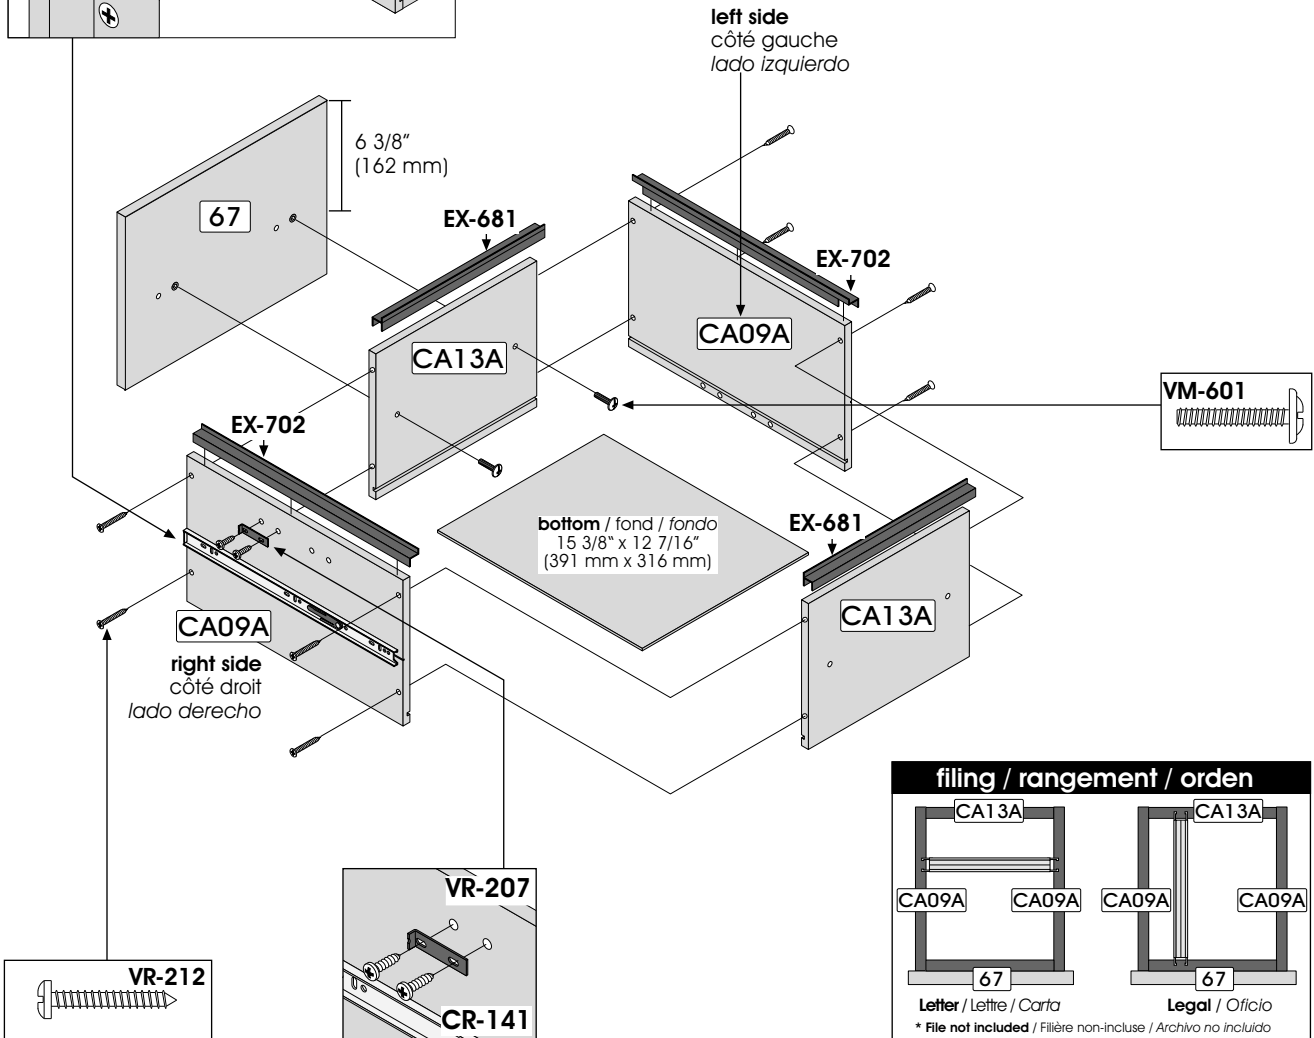 left side
côté gauche
lado izquierdo
6 3/8"
(162 mm)
67
EX-681
EX-702
CA09A
CA13A
VM-601
EX-702
bottom / fond / fondo
15 3/8" x 12 7/16"
(391 mm x 316 mm)
EX-681
CA13A
CA09A
right side
côté droit
lado derecho
filing / rangement / orden
CA13A
CA13A
CA09A
CA09A
CA09A
CA09A
67
67
Letter / Lettre / Carta
Legal / Oficio
* File not included / Filière non-incluse / Archivo no incluido
VR-207
CR-141
VR-212